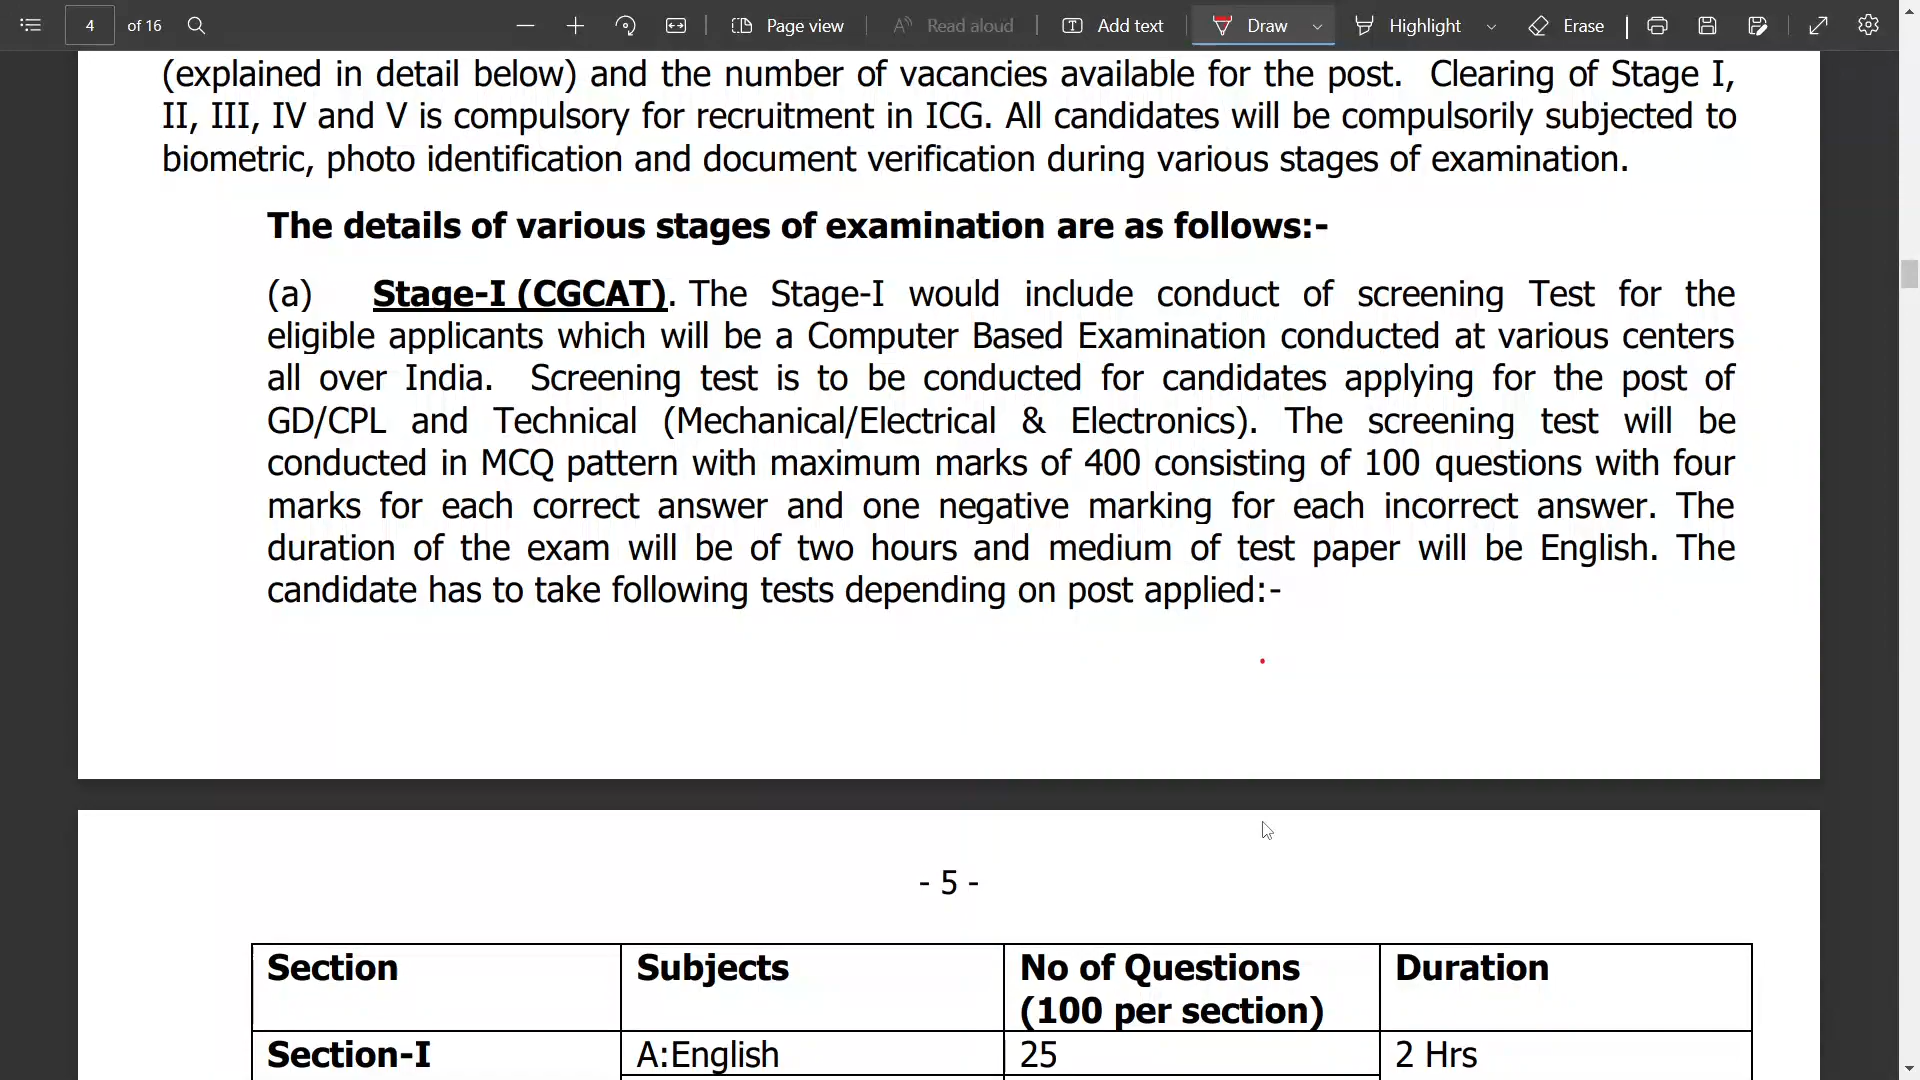 4 of 16 Page view Read aloud Add text Draw Highlight Erase
(explained in detail below) and the number of vacancies available for the post. Clearing of Stage I,
II, III, IV and V is compulsory for recruitment in ICG. All candidates will be compulsorily subjected to
biometric, photo identification and document verification during various stages of examination.
The details of various stages of examination are as follows:-
(a) Stage-I (CGCAT). The Stage-I would include conduct of screening Test for the
eligible applicants which will be a Computer Based Examination conducted at various centers
all over India. Screening test is to be conducted for candidates applying for the post of
GD/CPL and Technical (Mechanical/Electrical & Electronics). The screening test will be
conducted in MCQ pattern with maximum marks of 400 consisting of 100 questions with four
marks for each correct answer and one negative marking for each incorrect answer. The
duration of the exam will be of two hours and medium of test paper will be English. The
candidate has to take following tests depending on post applied:-
- 5 -
Section Subjects No of Questions Duration
(100 per section)
Section-I A:English 25 2 Hrs